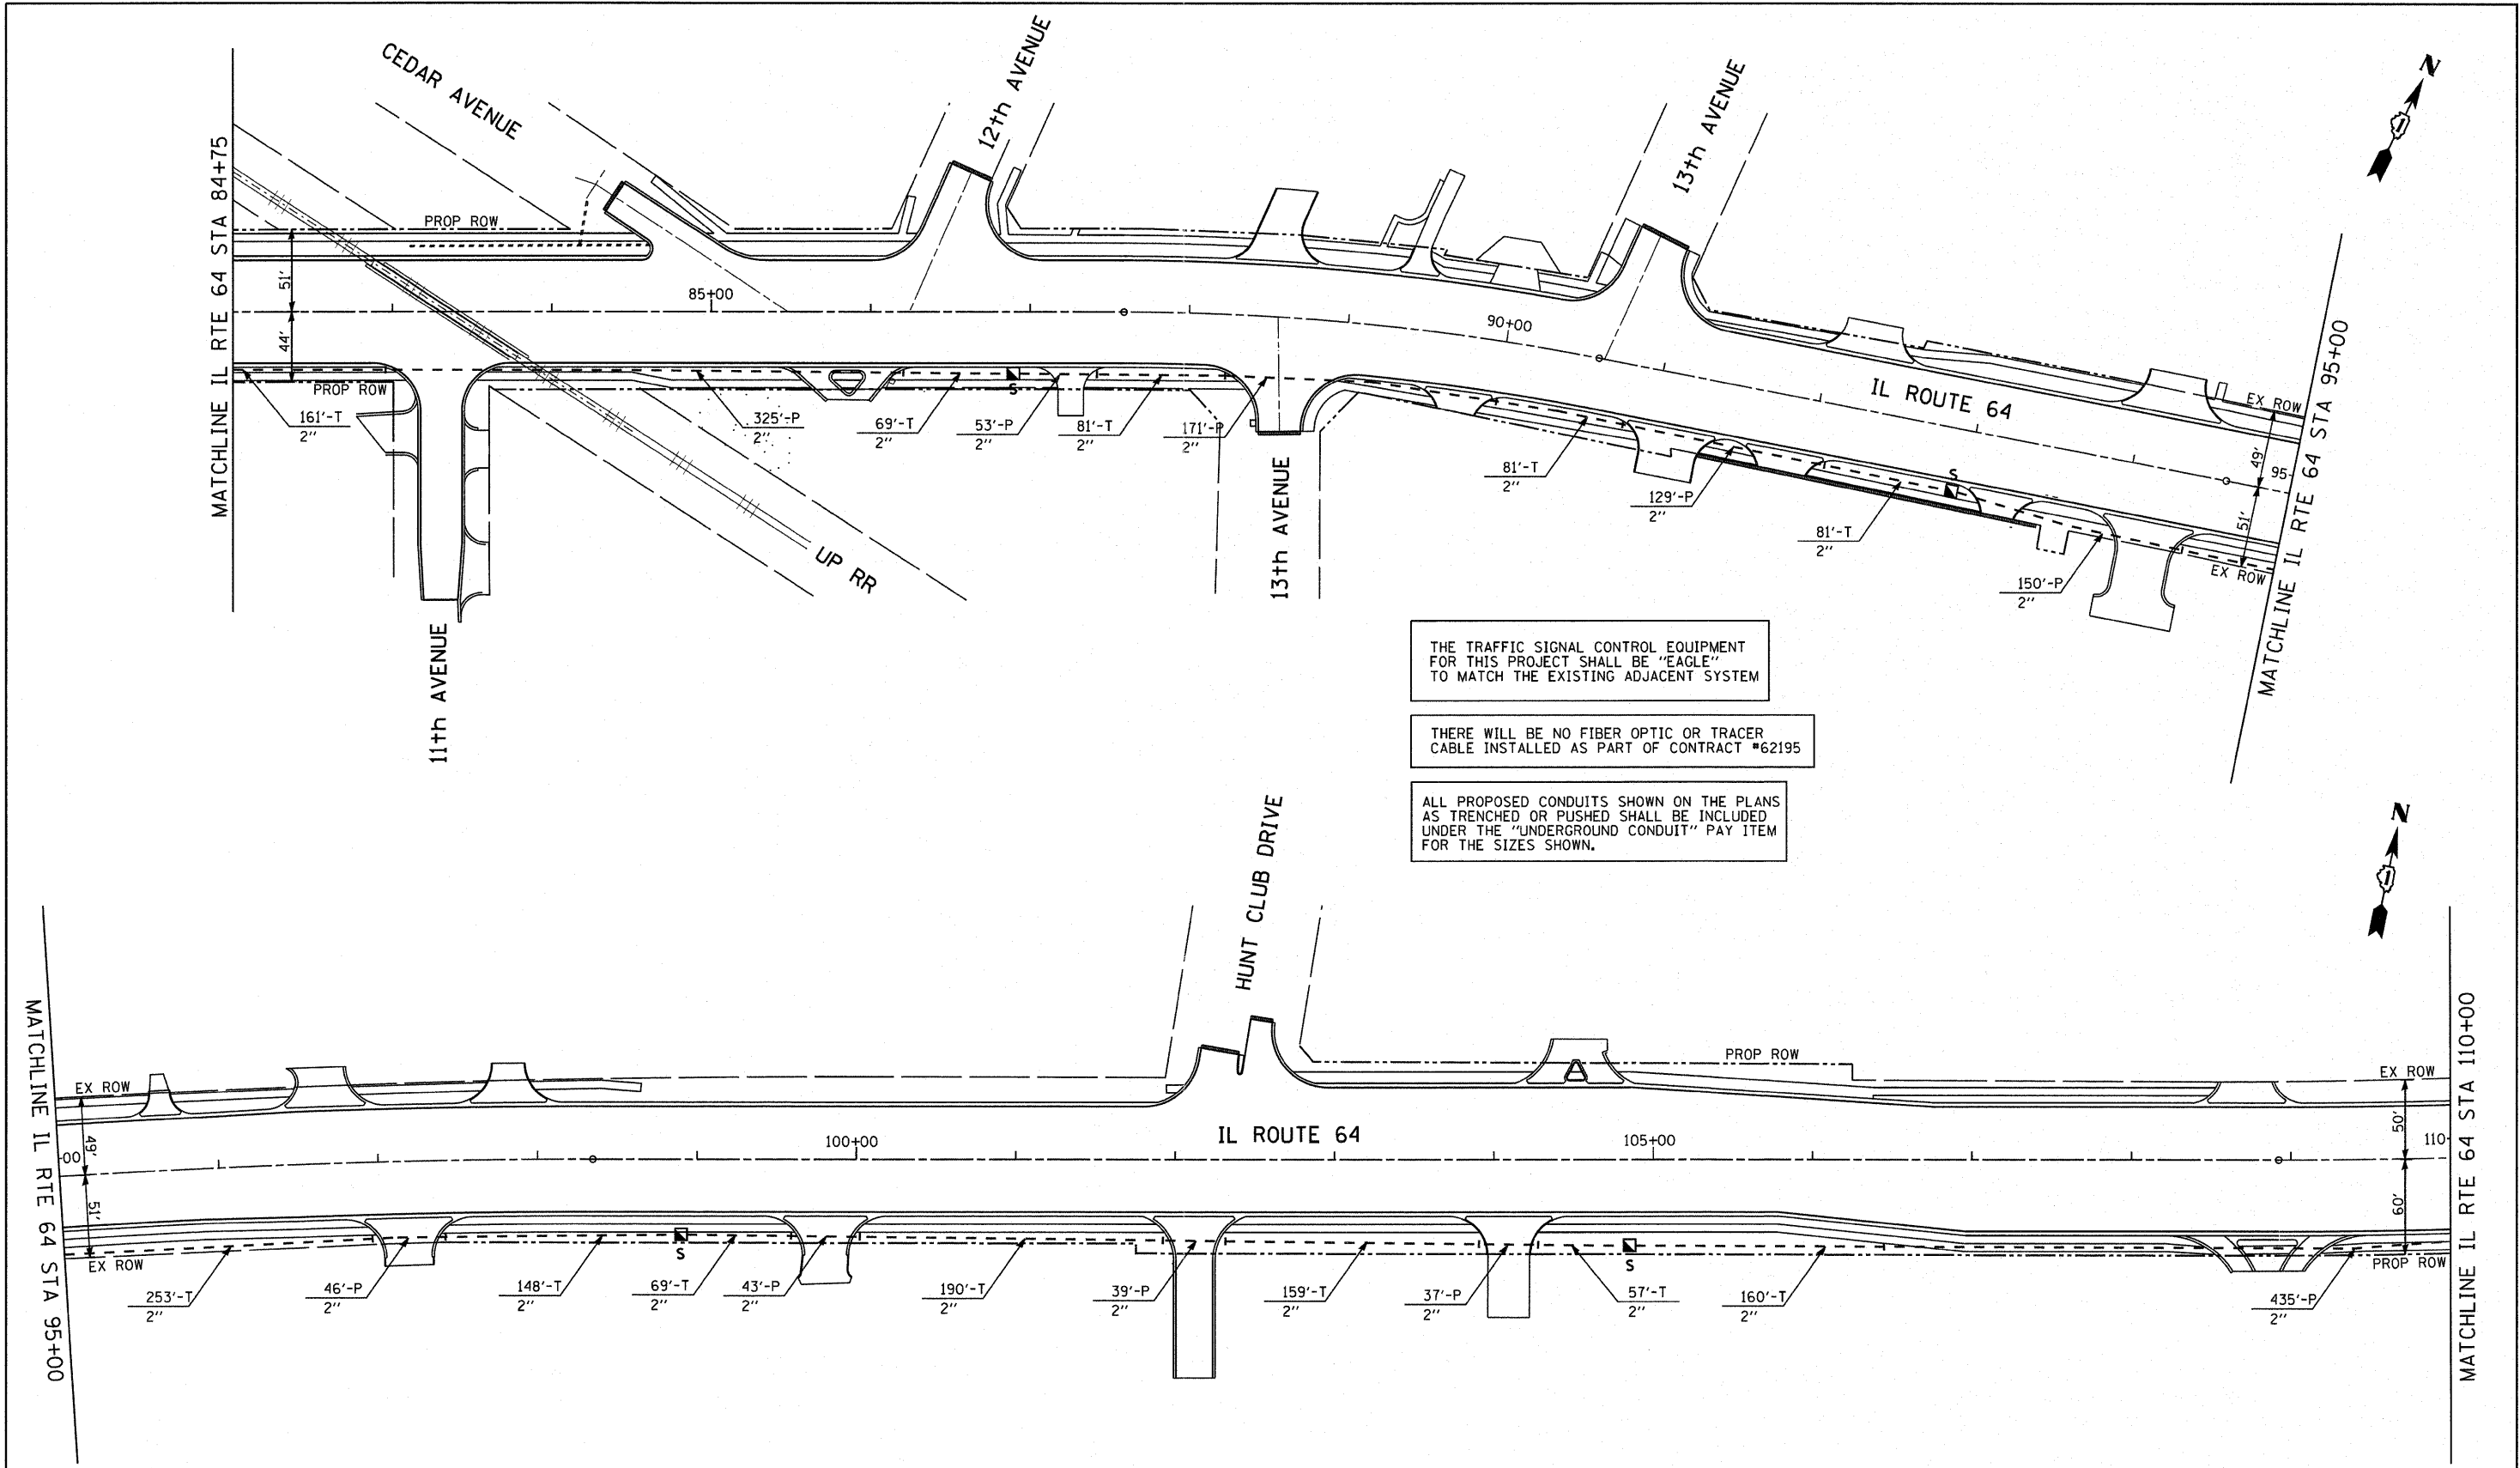 N
CEDAR AVENUE
12th AVENUE
13th AVENUE
MATCHLINE IL RTE 64 STA 84+75
PROP ROW
51'
44'
85+00
90+00
PROP ROW
161'-T
2''
325'-P
2''
69'-T
2''
S
53'-P
2''
81'-T
2''
171'-P
2''
81'-T
2''
129'-P
2''
81'-T
2''
S
150'-P
2''
IL ROUTE 64
EX ROW
49'
95-
51'
EX ROW
MATCHLINE IL RTE 64 STA 95+00
UP RR
13th AVENUE
11th AVENUE
THE TRAFFIC SIGNAL CONTROL EQUIPMENT
FOR THIS PROJECT SHALL BE "EAGLE"
TO MATCH THE EXISTING ADJACENT SYSTEM
THERE WILL BE NO FIBER OPTIC OR TRACER
CABLE INSTALLED AS PART OF CONTRACT #62195
ALL PROPOSED CONDUITS SHOWN ON THE PLANS
AS TRENCHED OR PUSHED SHALL BE INCLUDED
UNDER THE "UNDERGROUND CONDUIT" PAY ITEM
FOR THE SIZES SHOWN.
N
HUNT CLUB DRIVE
MATCHLINE IL RTE 64 STA 95+00
EX ROW
49'
-00
51'
EX ROW
100+00
IL ROUTE 64
105+00
PROP ROW
EX ROW
50'
110-
60'
PROP ROW
MATCHLINE IL RTE 64 STA 110+00
253'-T
2''
46'-P
2''
148'-T
2''
S
69'-T
2''
43'-P
2''
190'-T
2''
39'-P
2''
159'-T
2''
37'-P
2''
57'-T
2''
S
160'-T
2''
435'-P
2''